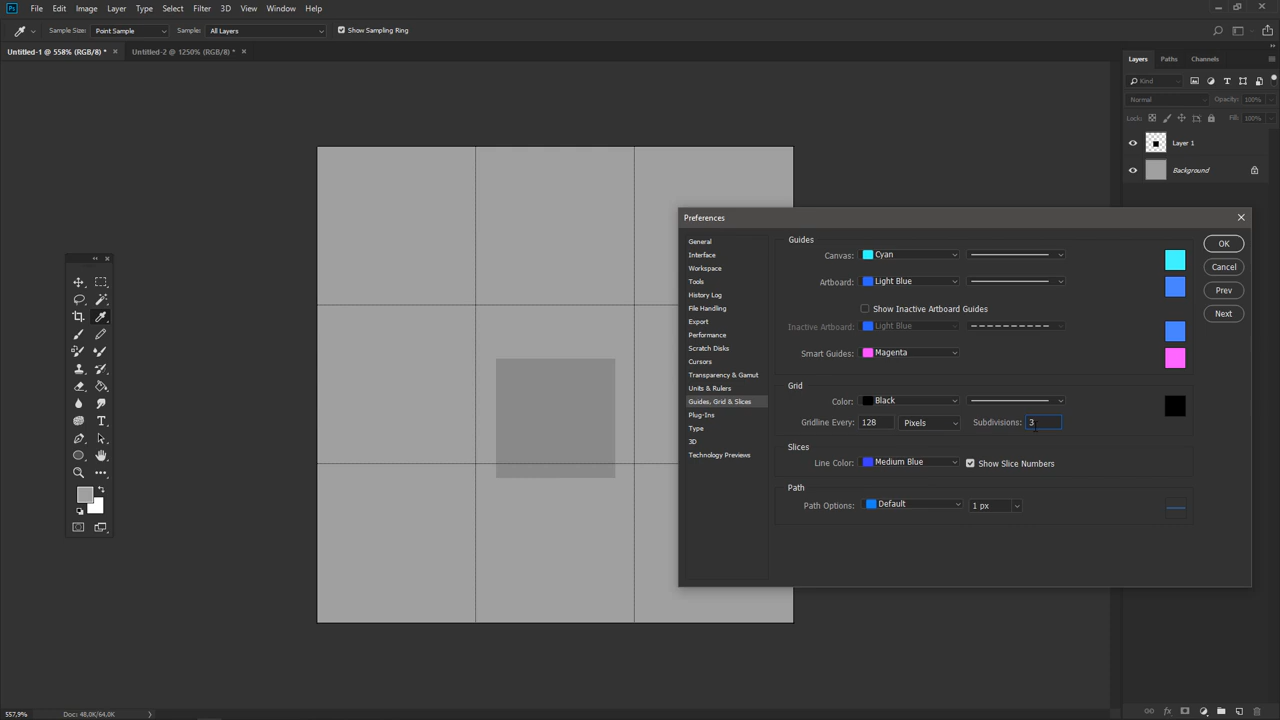 Ps File Edit Image Layer Type Select Filter 3D View Window Help
Sample Size: Point Sample Sample: All Layers Show Sampling Ring
Untitled-1 @ 558% (RGB/8) * × Untitled-2 @ 1250% (RGB/8) * ×
Layers Paths Channels
Kind
Normal Opacity: 100%
Lock: Fill: 100%
Layer 1
Background
Preferences
General
Interface
Workspace
Tools
History Log
File Handling
Export
Performance
Scratch Disks
Cursors
Transparency & Gamut
Units & Rulers
Guides, Grid & Slices
Plug-Ins
Type
3D
Technology Previews
Guides
Canvas: Cyan
Artboard: Light Blue
Show Inactive Artboard Guides
Inactive Artboard: Light Blue
Smart Guides: Magenta
Grid
Color: Black
Gridline Every: 128 Pixels Subdivisions: 3
Slices
Line Color: Medium Blue Show Slice Numbers
Path
Path Options: Default 1 px
OK
Cancel
Prev
Next
557,9% Doc: 48,0K/64,0K